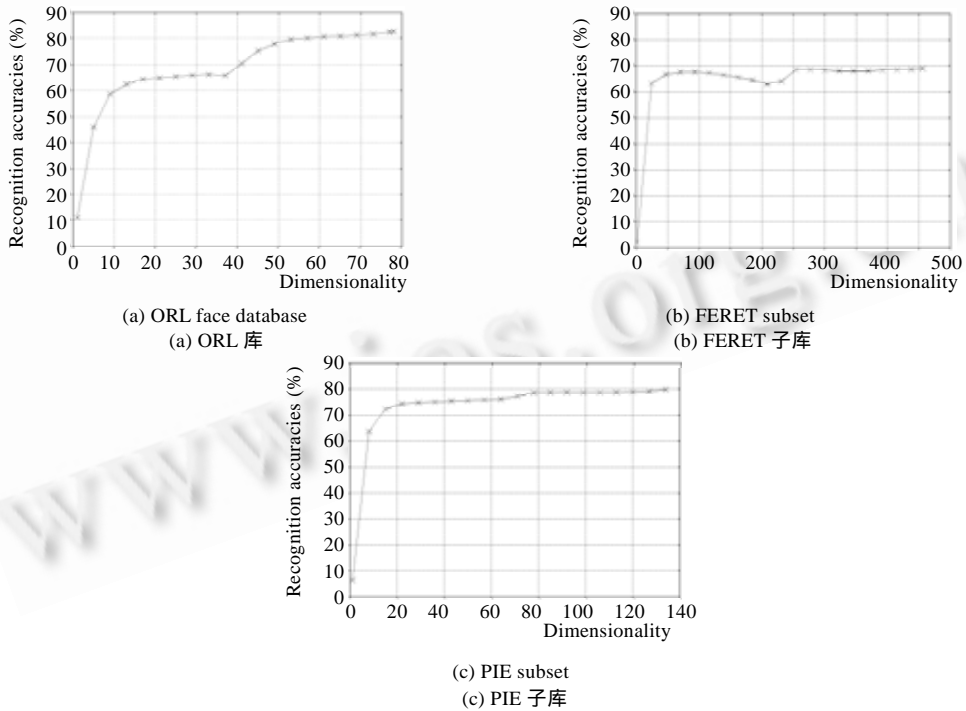 Recognition accuracies (%)
90
80
70
60
50
40
30
20
10
0
0 10 20 30 40 50 60 70 80
Dimensionality
(a) ORL face database
(a) ORL 库
Recognition accuracies (%)
90
80
70
60
50
40
30
20
10
0
0 100 200 300 400 500
Dimensionality
(b) FERET subset
(b) FERET 子库
Recognition accuracies (%)
90
80
70
60
50
40
30
20
10
0
0 20 40 60 80 100 120 140
Dimensionality
(c) PIE subset
(c) PIE 子库